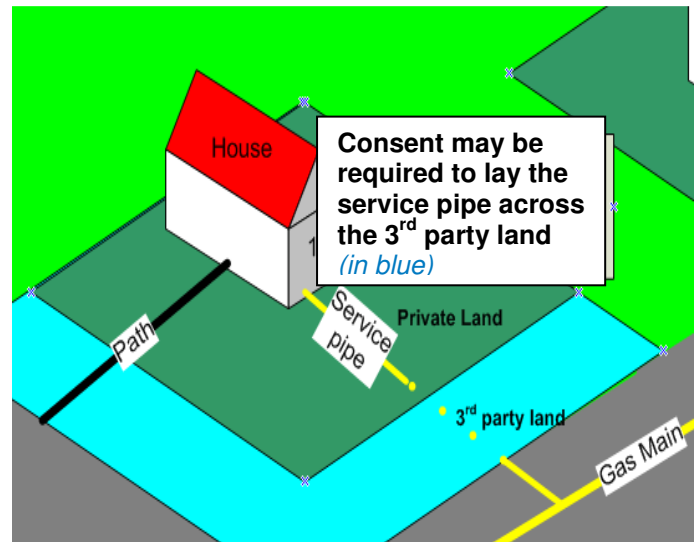 House
Consent may be
required to lay the
service pipe across
the 3rd party land
(in blue)
1
Service
pipe
Private Land
Path
3rd party land
Gas Main